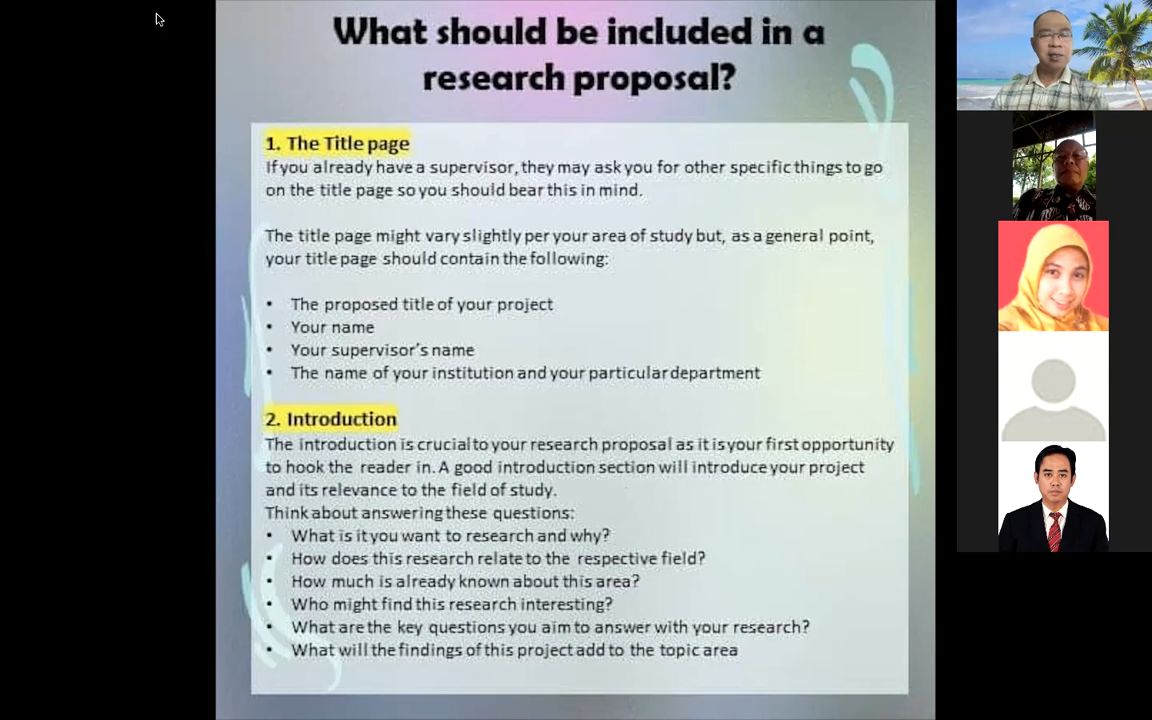 What should be included in a
research proposal?
1. The Title page
If you already have a supervisor, they may ask you for other specific things to go
on the title page so you should bear this in mind.
The title page might vary slightly per your area of study but, as a general point,
your title page should contain the following:
• The proposed title of your project
• Your name
• Your supervisor's name
• The name of your institution and your particular department
2. Introduction
The introduction is crucial to your research proposal as it is your first opportunity
to hook the reader in. A good introduction section will introduce your project
and its relevance to the field of study.
Think about answering these questions:
• What is it you want to research and why?
• How does this research relate to the respective field?
• How much is already known about this area?
• Who might find this research interesting?
• What are the key questions you aim to answer with your research?
• What will the findings of this project add to the topic area